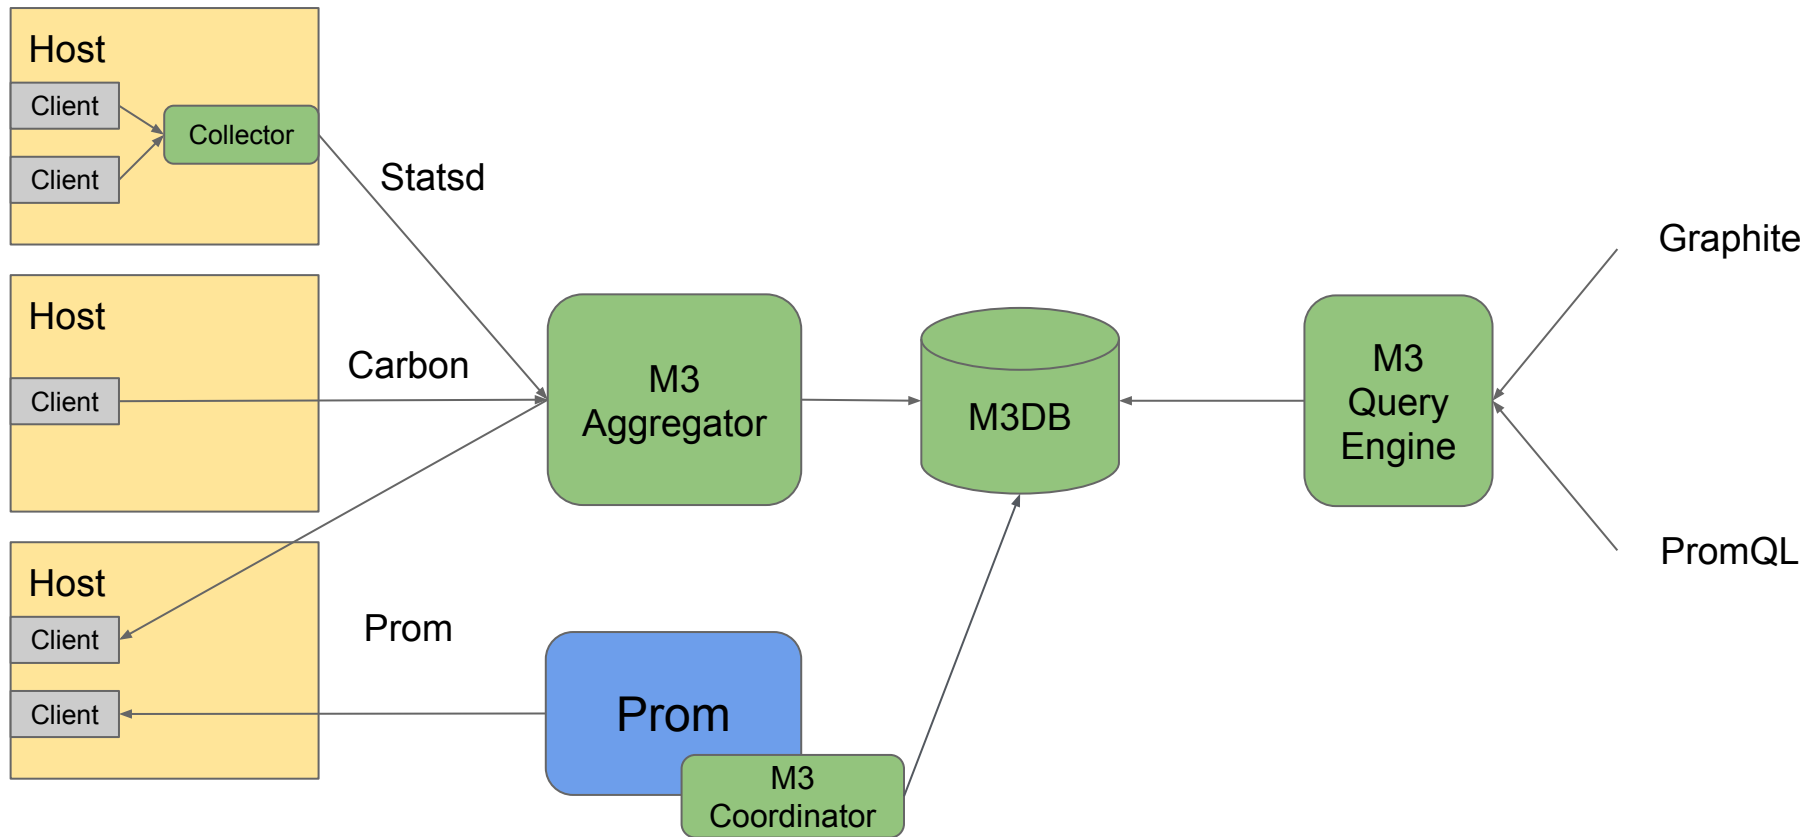 Host
Client
Collector
Client
Statsd
Host
Client
Carbon
Host
Client
Client
Prom
M3
Aggregator
M3DB
M3
Query
Engine
Graphite
PromQL
Prom
M3
Coordinator